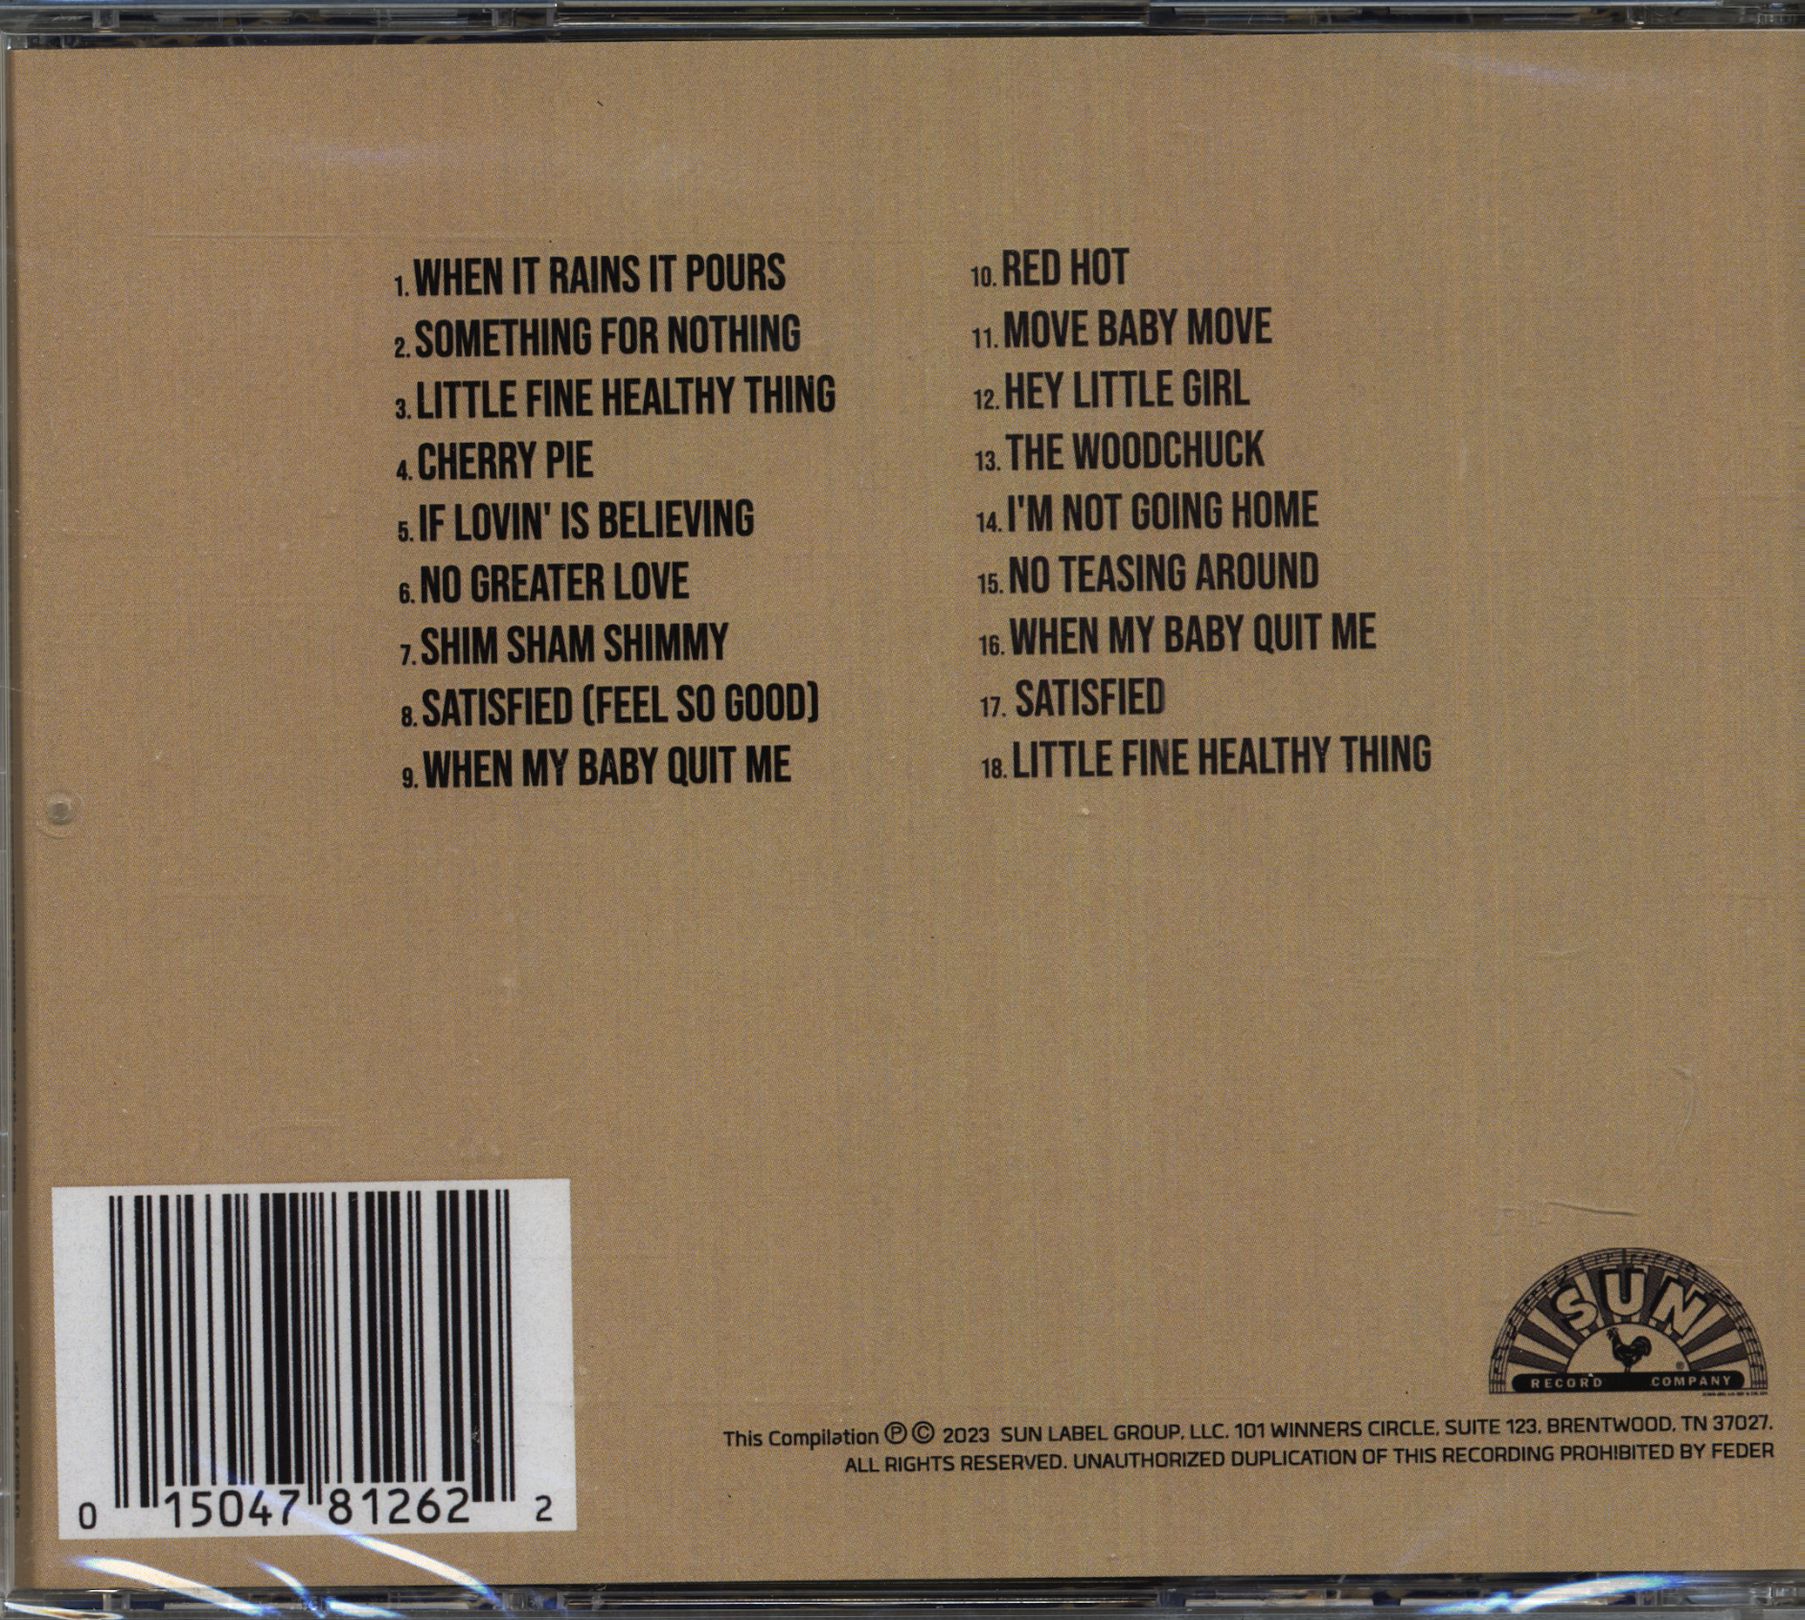 1. WHEN IT RAINS IT POURS
2. SOMETHING FOR NOTHING
3. LITTLE FINE HEALTHY THING
4. CHERRY PIE
5. IF LOVIN' IS BELIEVING
6. NO GREATER LOVE
7. SHIM SHAM SHIMMY
8. SATISFIED (FEEL SO GOOD)
9. WHEN MY BABY QUIT ME
10. RED HOT
11. MOVE BABY MOVE
12. HEY LITTLE GIRL
13. THE WOODCHUCK
14. I'M NOT GOING HOME
15. NO TEASING AROUND
16. WHEN MY BABY QUIT ME
17. SATISFIED
18. LITTLE FINE HEALTHY THING
0 15047 81262 2
SUN
RECORD COMPANY
This Compilation ℗ © 2023 SUN LABEL GROUP, LLC. 101 WINNERS CIRCLE, SUITE 123, BRENTWOOD, TN 37027.
ALL RIGHTS RESERVED. UNAUTHORIZED DUPLICATION OF THIS RECORDING PROHIBITED BY FEDER